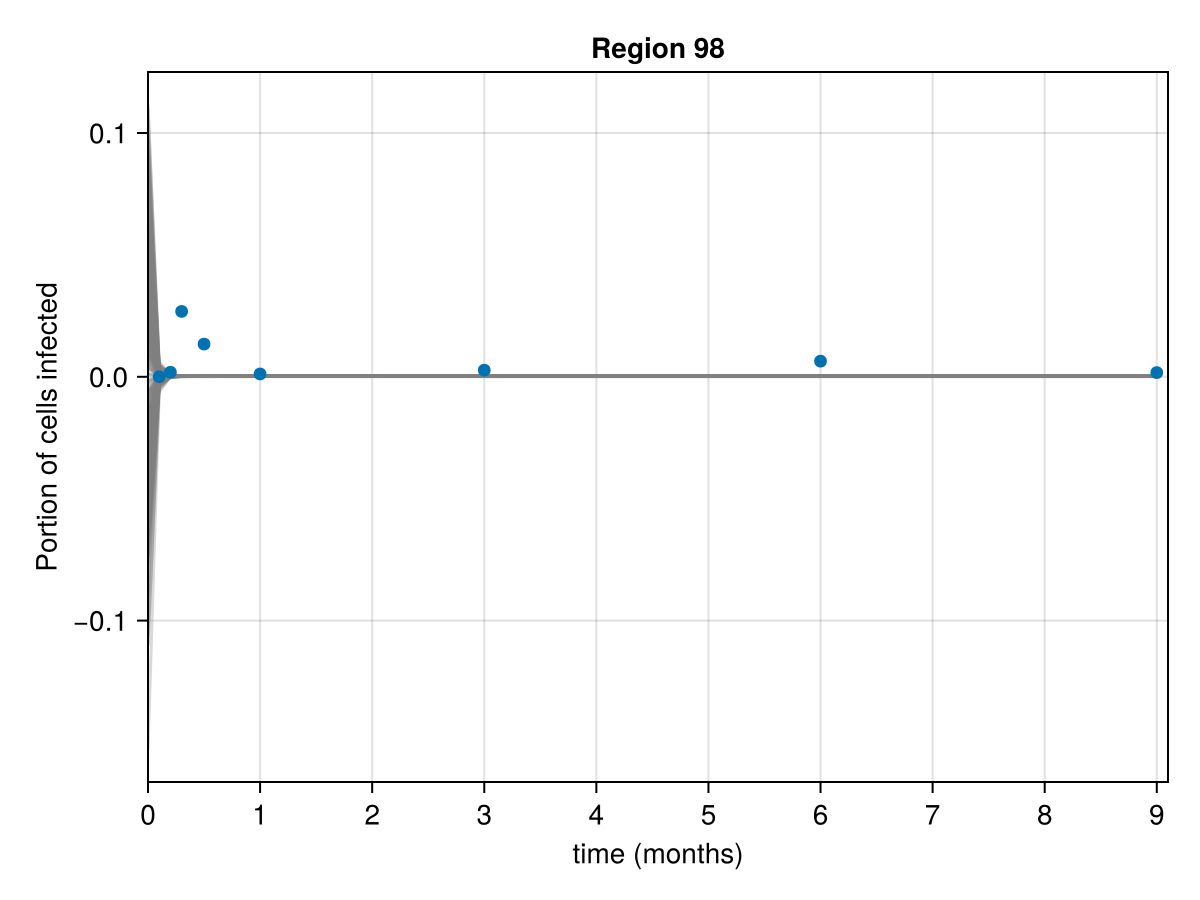 Region 98
Portion of cells infected
0.1
0.0
−0.1
0 1 2 3 4 5 6 7 8 9
time (months)